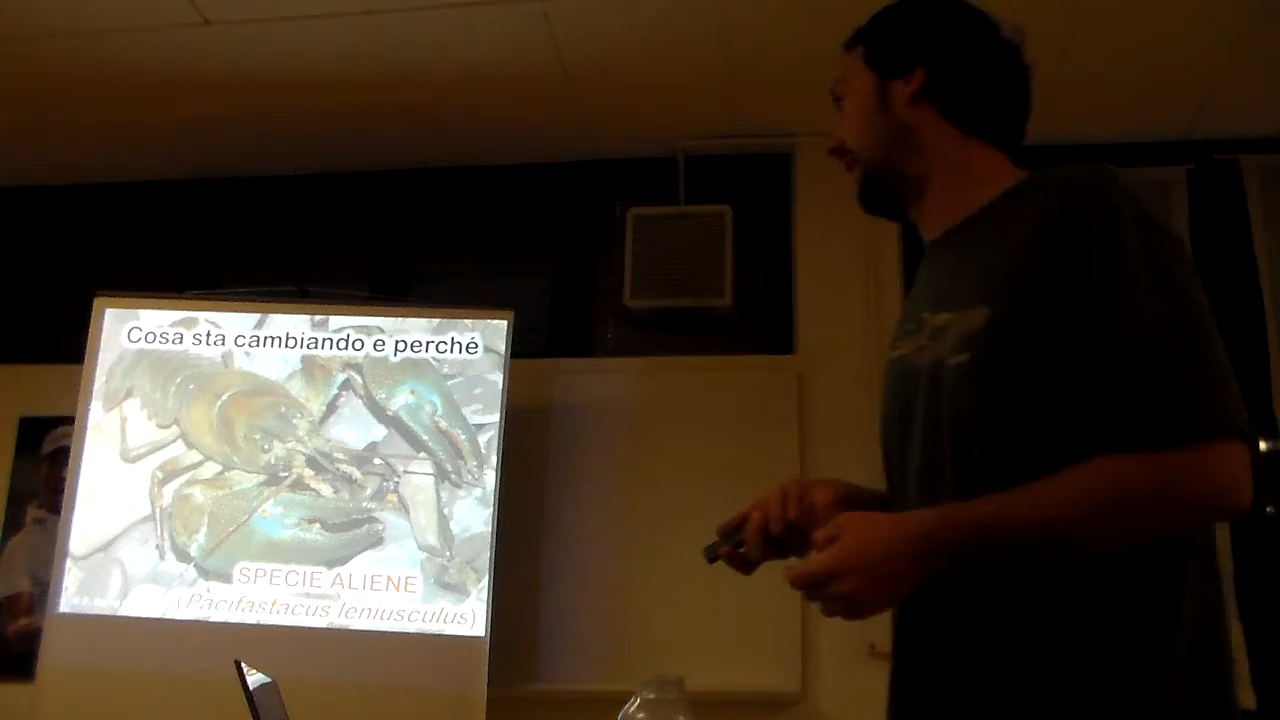 Cosa sta cambiando e perché
SPECIE ALIENE
(Pacifastacus leniusculus)